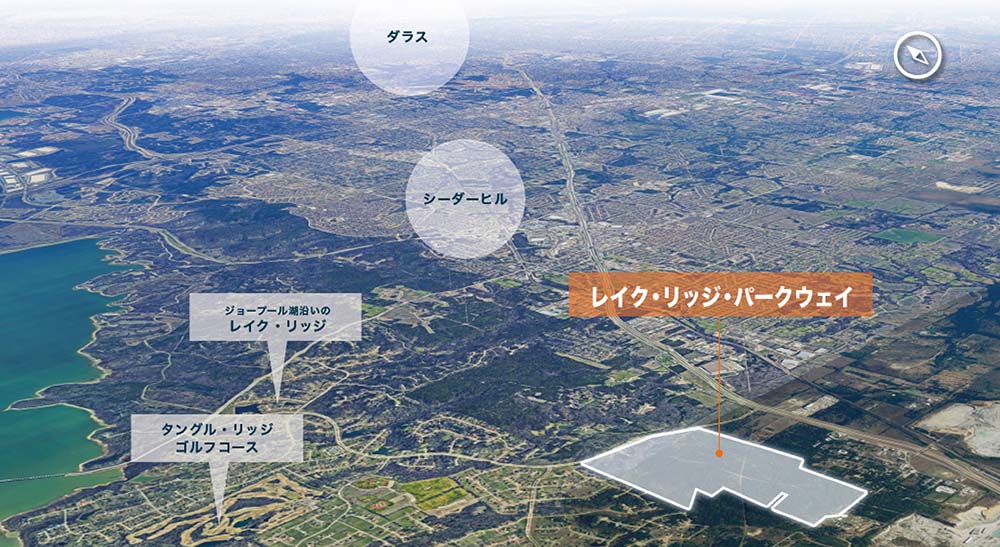 ダラス
シーダーヒル
レイク・リッジ・パークウェイ
ジョープール湖沿いの
レイク・リッジ
タングル・リッジ
ゴルフコース